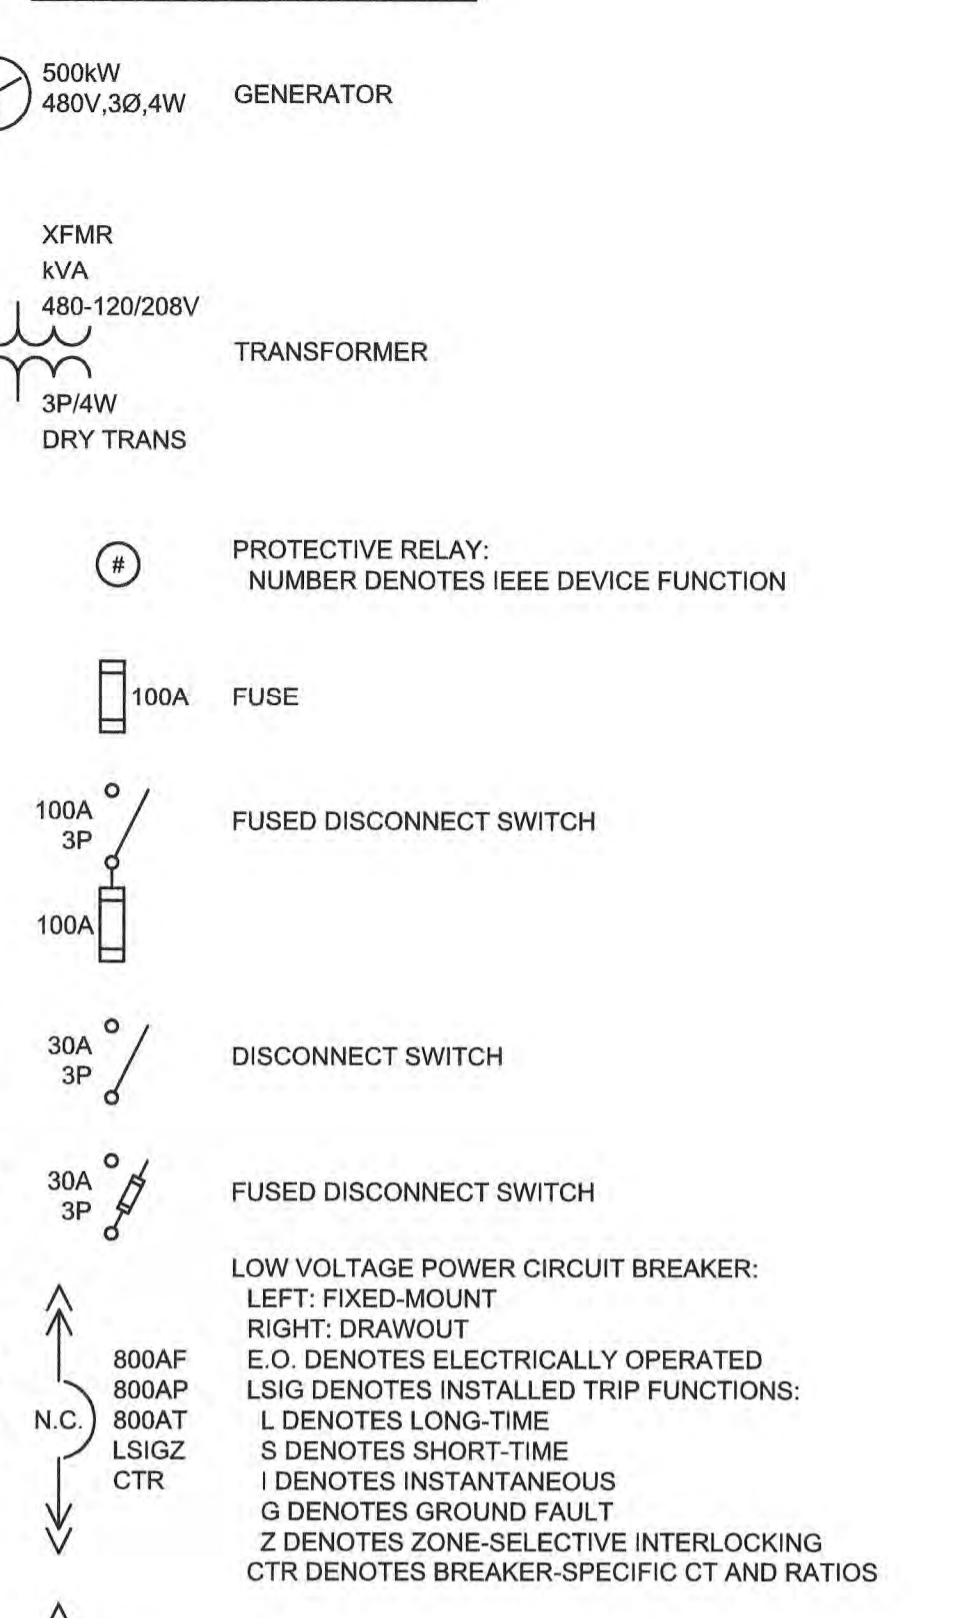 500kW
480V,3Ø,4W
GENERATOR
XFMR
kVA
480-120/208V
TRANSFORMER
3P/4W
DRY TRANS
#
PROTECTIVE RELAY:
NUMBER DENOTES IEEE DEVICE FUNCTION
100A
FUSE
100A
3P
FUSED DISCONNECT SWITCH
100A
30A
3P
DISCONNECT SWITCH
30A
3P
FUSED DISCONNECT SWITCH
LOW VOLTAGE POWER CIRCUIT BREAKER:
LEFT: FIXED-MOUNT
RIGHT: DRAWOUT
800AF
E.O. DENOTES ELECTRICALLY OPERATED
800AP
LSIG DENOTES INSTALLED TRIP FUNCTIONS:
N.C.
800AT
L DENOTES LONG-TIME
LSIGZ
S DENOTES SHORT-TIME
CTR
I DENOTES INSTANTANEOUS
G DENOTES GROUND FAULT
Z DENOTES ZONE-SELECTIVE INTERLOCKING
CTR DENOTES BREAKER-SPECIFIC CT AND RATIOS